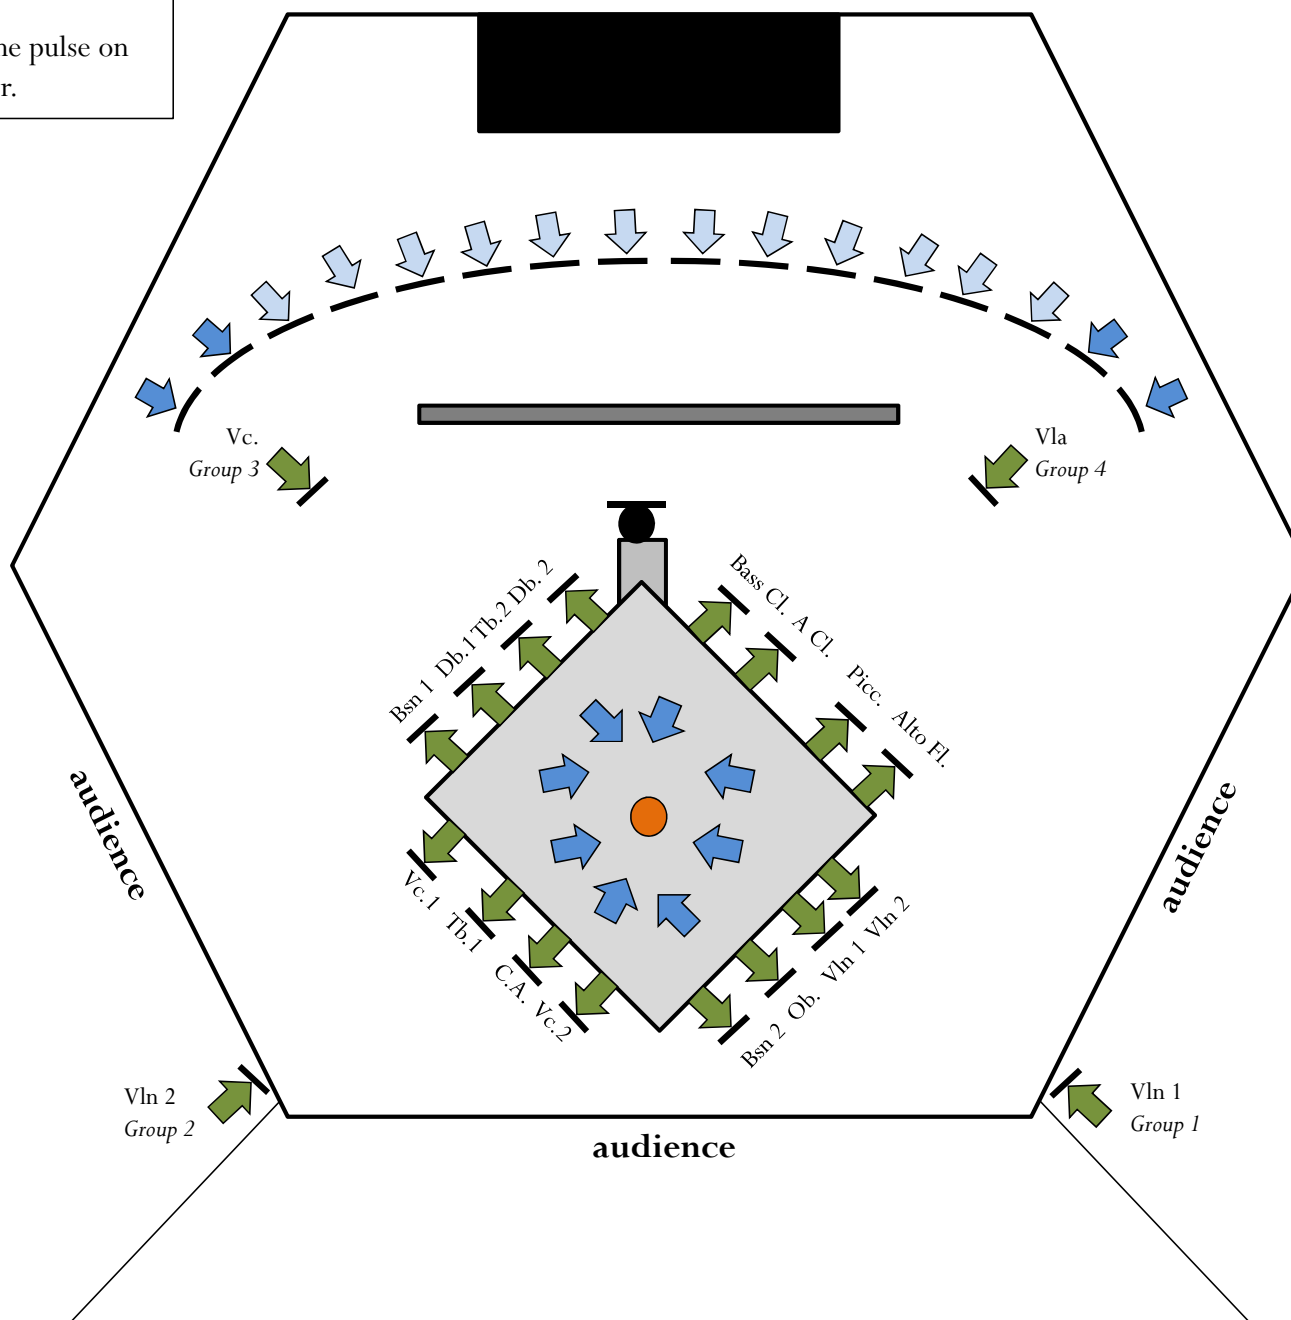 ne pulse on
r.
Vc.
Group 3
Vla
Group 4
Bsn 1 Db.1 Tb.2 Db. 2
Bass Cl. A Cl. Picc. Alto Fl.
Vc.1 Tb.1 C.A. Vc.2
Bsn 2 Ob. Vln 1 Vln 2
audience
audience
Vln 2
Group 2
Vln 1
Group 1
audience